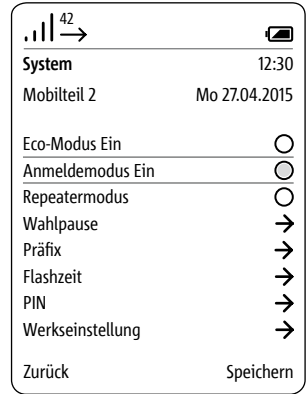 42
System 12:30
Mobilteil 2 Mo 27.04.2015
Eco-Modus Ein
Anmeldemodus Ein
Repeatermodus
Wahlpause
Präfix
Flashzeit
PIN
Werkseinstellung
Zurück Speichern